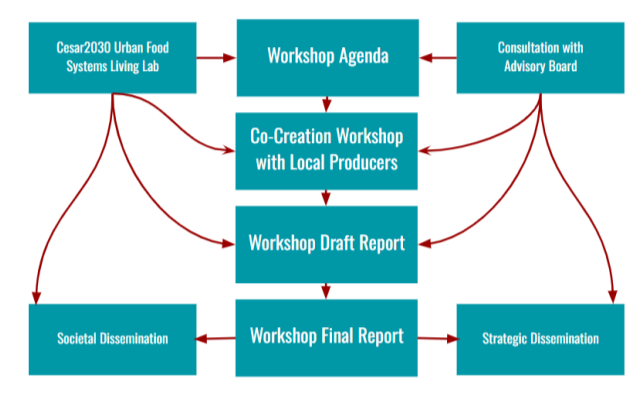 Cesar2030 Urban Food
Systems Living Lab
Workshop Agenda
Consultation with
Advisory Board
Co-Creation Workshop
with Local Producers
Workshop Draft Report
Societal Dissemination
Workshop Final Report
Strategic Dissemination